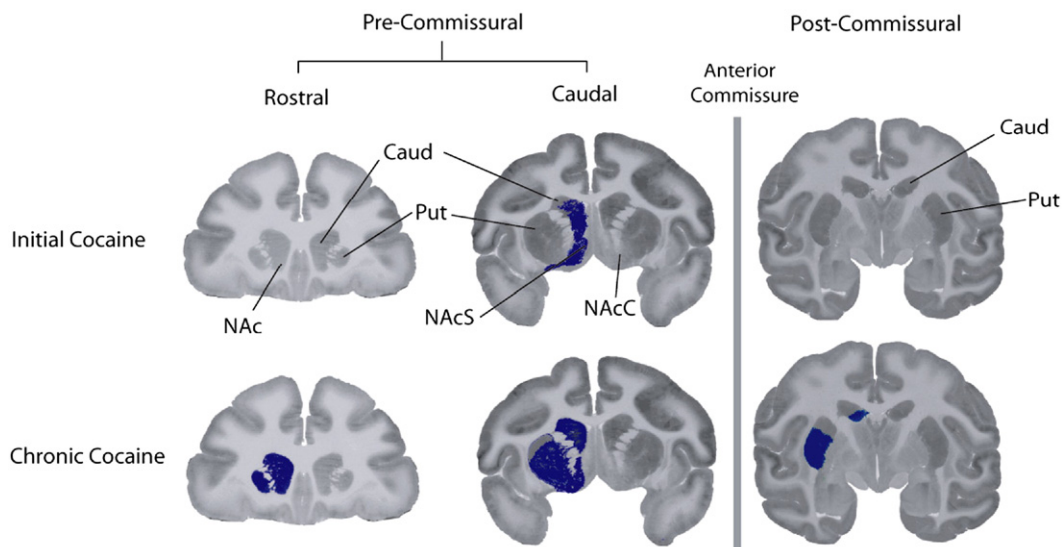 Pre-Commissural
Post-Commissural
Rostral
Caudal
Anterior
Commissure
Caud
Caud
Put
Put
Initial Cocaine
NAc
NAcS
NAcC
Chronic Cocaine